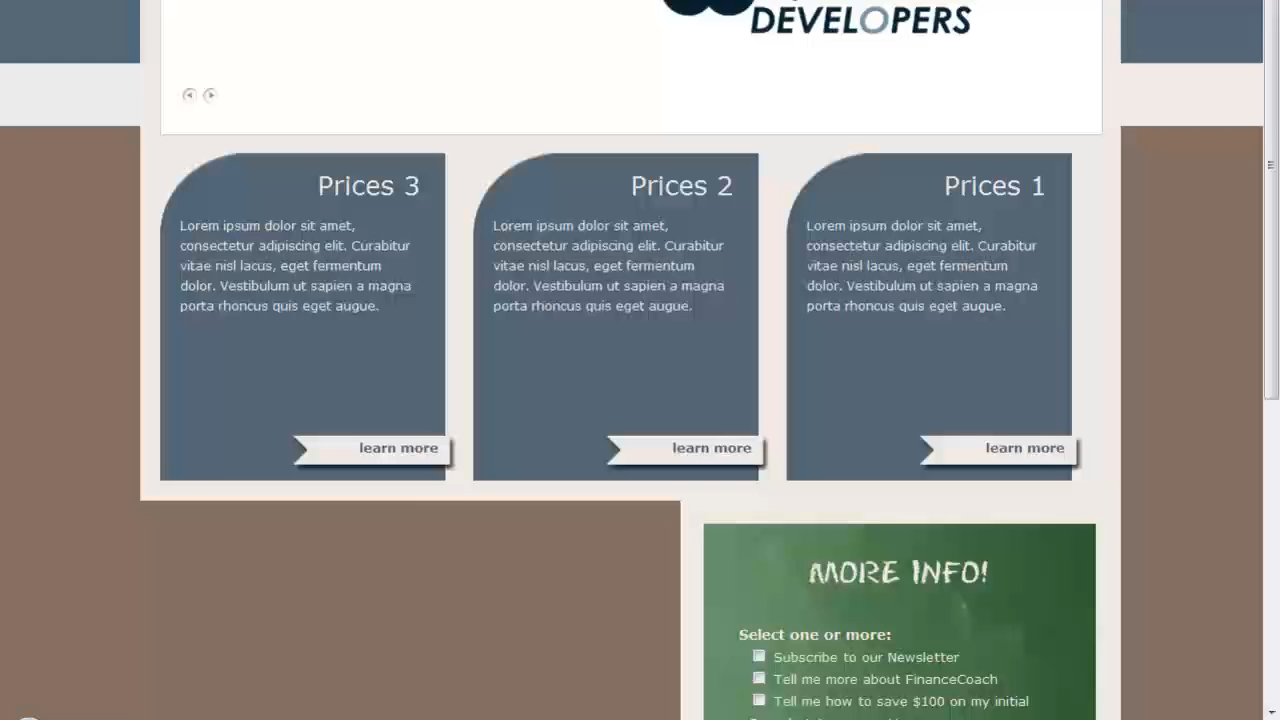 DEVELOPERS
Prices 3
Lorem ipsum dolor sit amet,
consectetur adipiscing elit. Curabitur
vitae nisl lacus, eget fermentum
dolor. Vestibulum ut sapien a magna
porta rhoncus quis eget augue.
learn more
Prices 2
Lorem ipsum dolor sit amet,
consectetur adipiscing elit. Curabitur
vitae nisl lacus, eget fermentum
dolor. Vestibulum ut sapien a magna
porta rhoncus quis eget augue.
learn more
Prices 1
Lorem ipsum dolor sit amet,
consectetur adipiscing elit. Curabitur
vitae nisl lacus, eget fermentum
dolor. Vestibulum ut sapien a magna
porta rhoncus quis eget augue.
learn more
MORE INFO!
Select one or more:
Subscribe to our Newsletter
Tell me more about FinanceCoach
Tell me how to save $100 on my initial